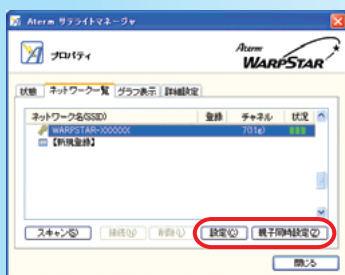 Aterm サテライトマネージャ
プロパティ
Aterm
WARPSTAR
状態 ネットワーク一覧 グラフ表示 詳細設定
ネットワーク名(SSID) 登録 チャネル 状況
WARPSTAR-XXXXXX 7(11g)
【新規登録】
スキャン(S) 接続(N) 削除(L) 設定(C) 親子同時設定(Z)
閉じる